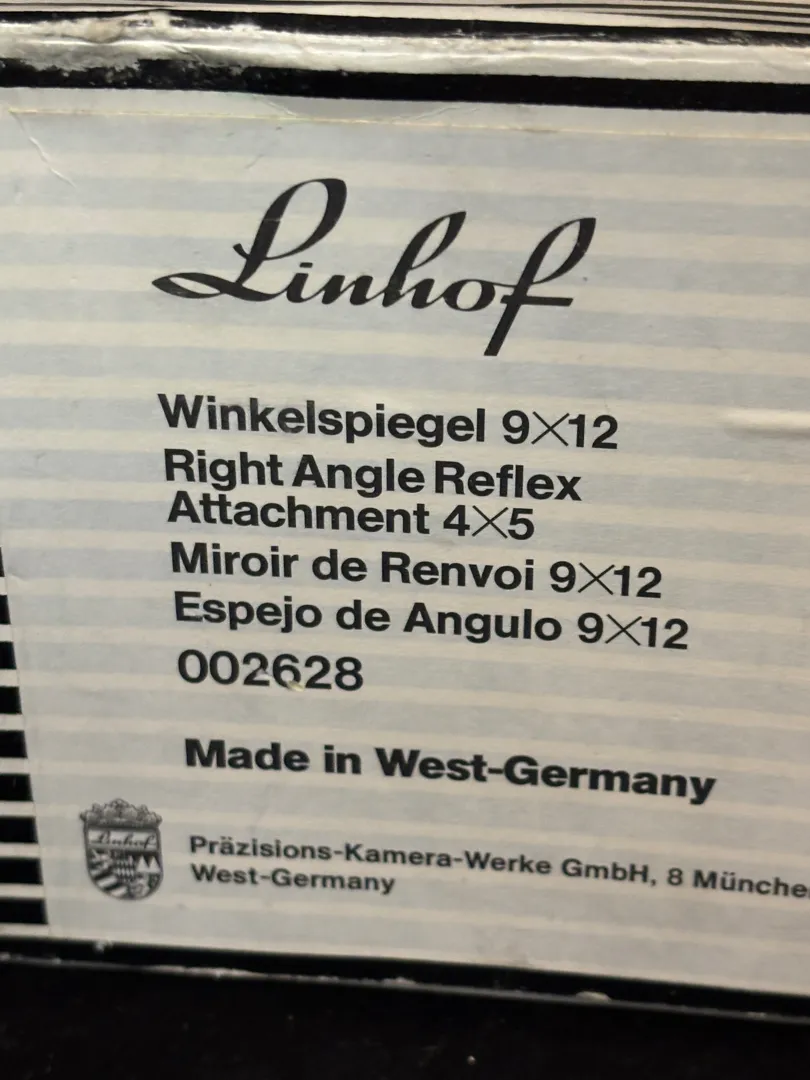 Linhof
Winkelspiegel 9×12
Right Angle Reflex
Attachment 4×5
Miroir de Renvoi 9×12
Espejo de Angulo 9×12
002628
Made in West-Germany
Linhof
Präzisions-Kamera-Werke GmbH, 8 Münche
West-Germany